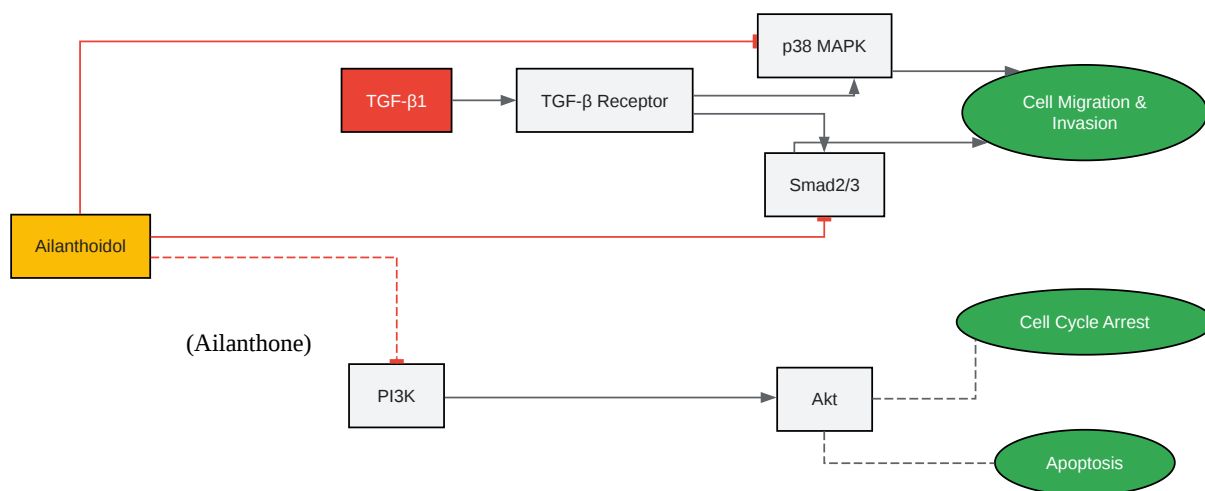 p38 MAPK
TGF-β1
TGF-β Receptor
Cell Migration &
Invasion
Smad2/3
Ailanthoidol
(Ailanthone)
Cell Cycle Arrest
PI3K
Akt
Apoptosis